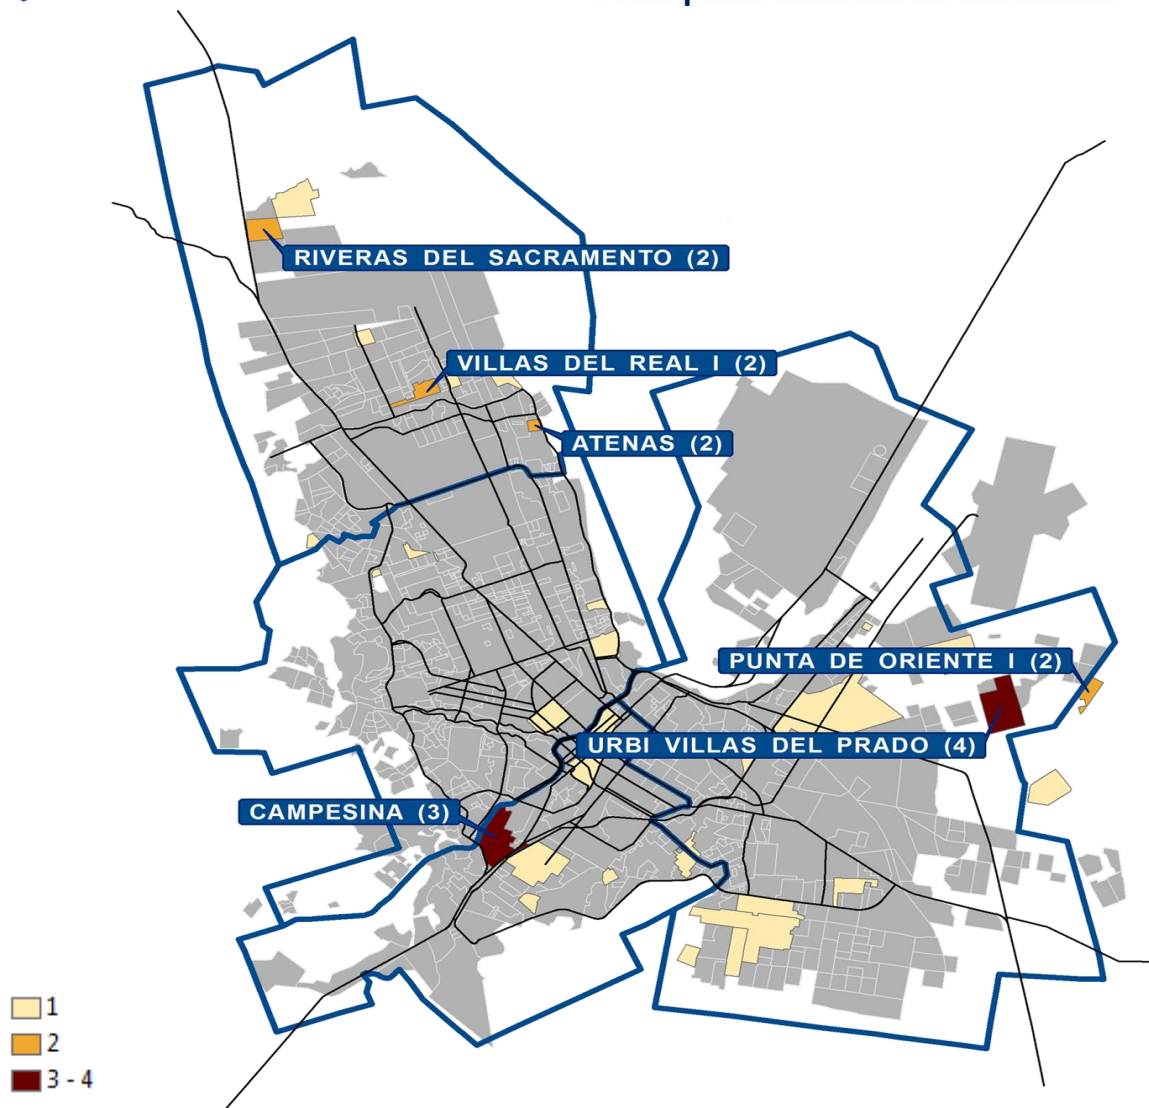 RIVERAS DEL SACRAMENTO (2)
VILLAS DEL REAL I (2)
ATENAS (2)
PUNTA DE ORIENTE I (2)
URBI VILLAS DEL PRADO (4)
CAMPESINA (3)
1
2
3 - 4